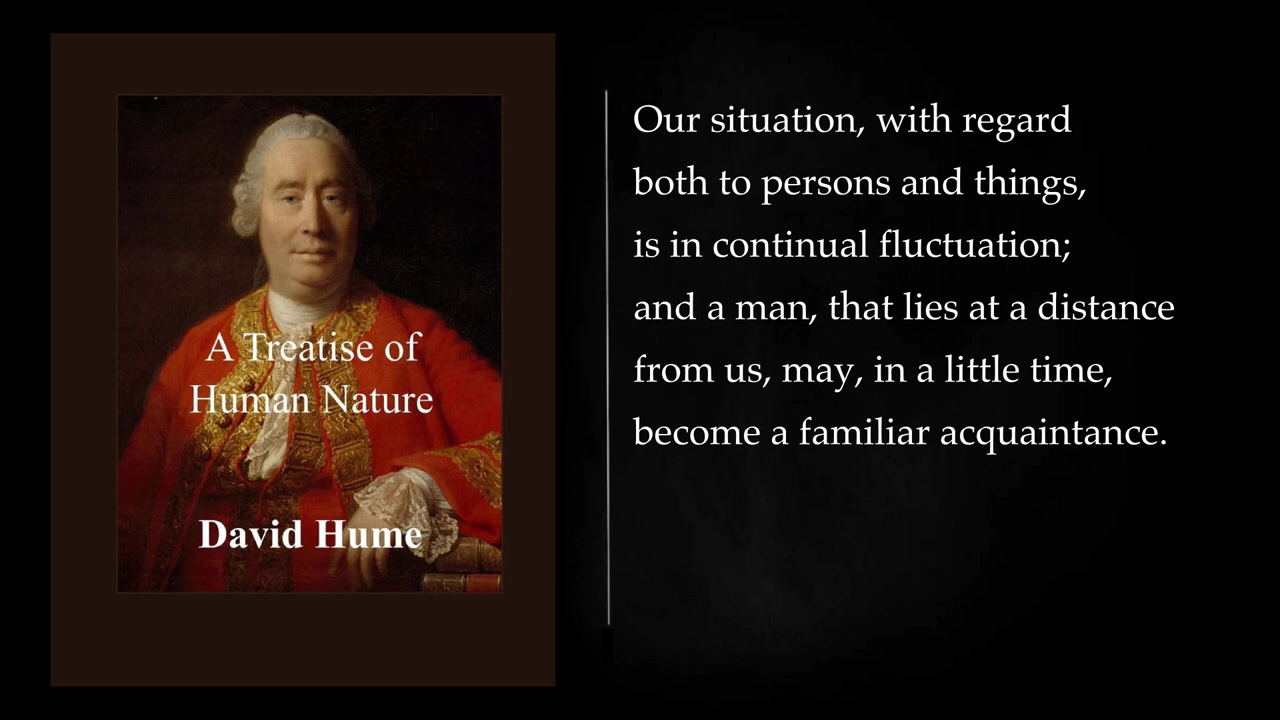 A Treatise of
Human Nature
David Hume
Our situation, with regard
both to persons and things,
is in continual fluctuation;
and a man, that lies at a distance
from us, may, in a little time,
become a familiar acquaintance.